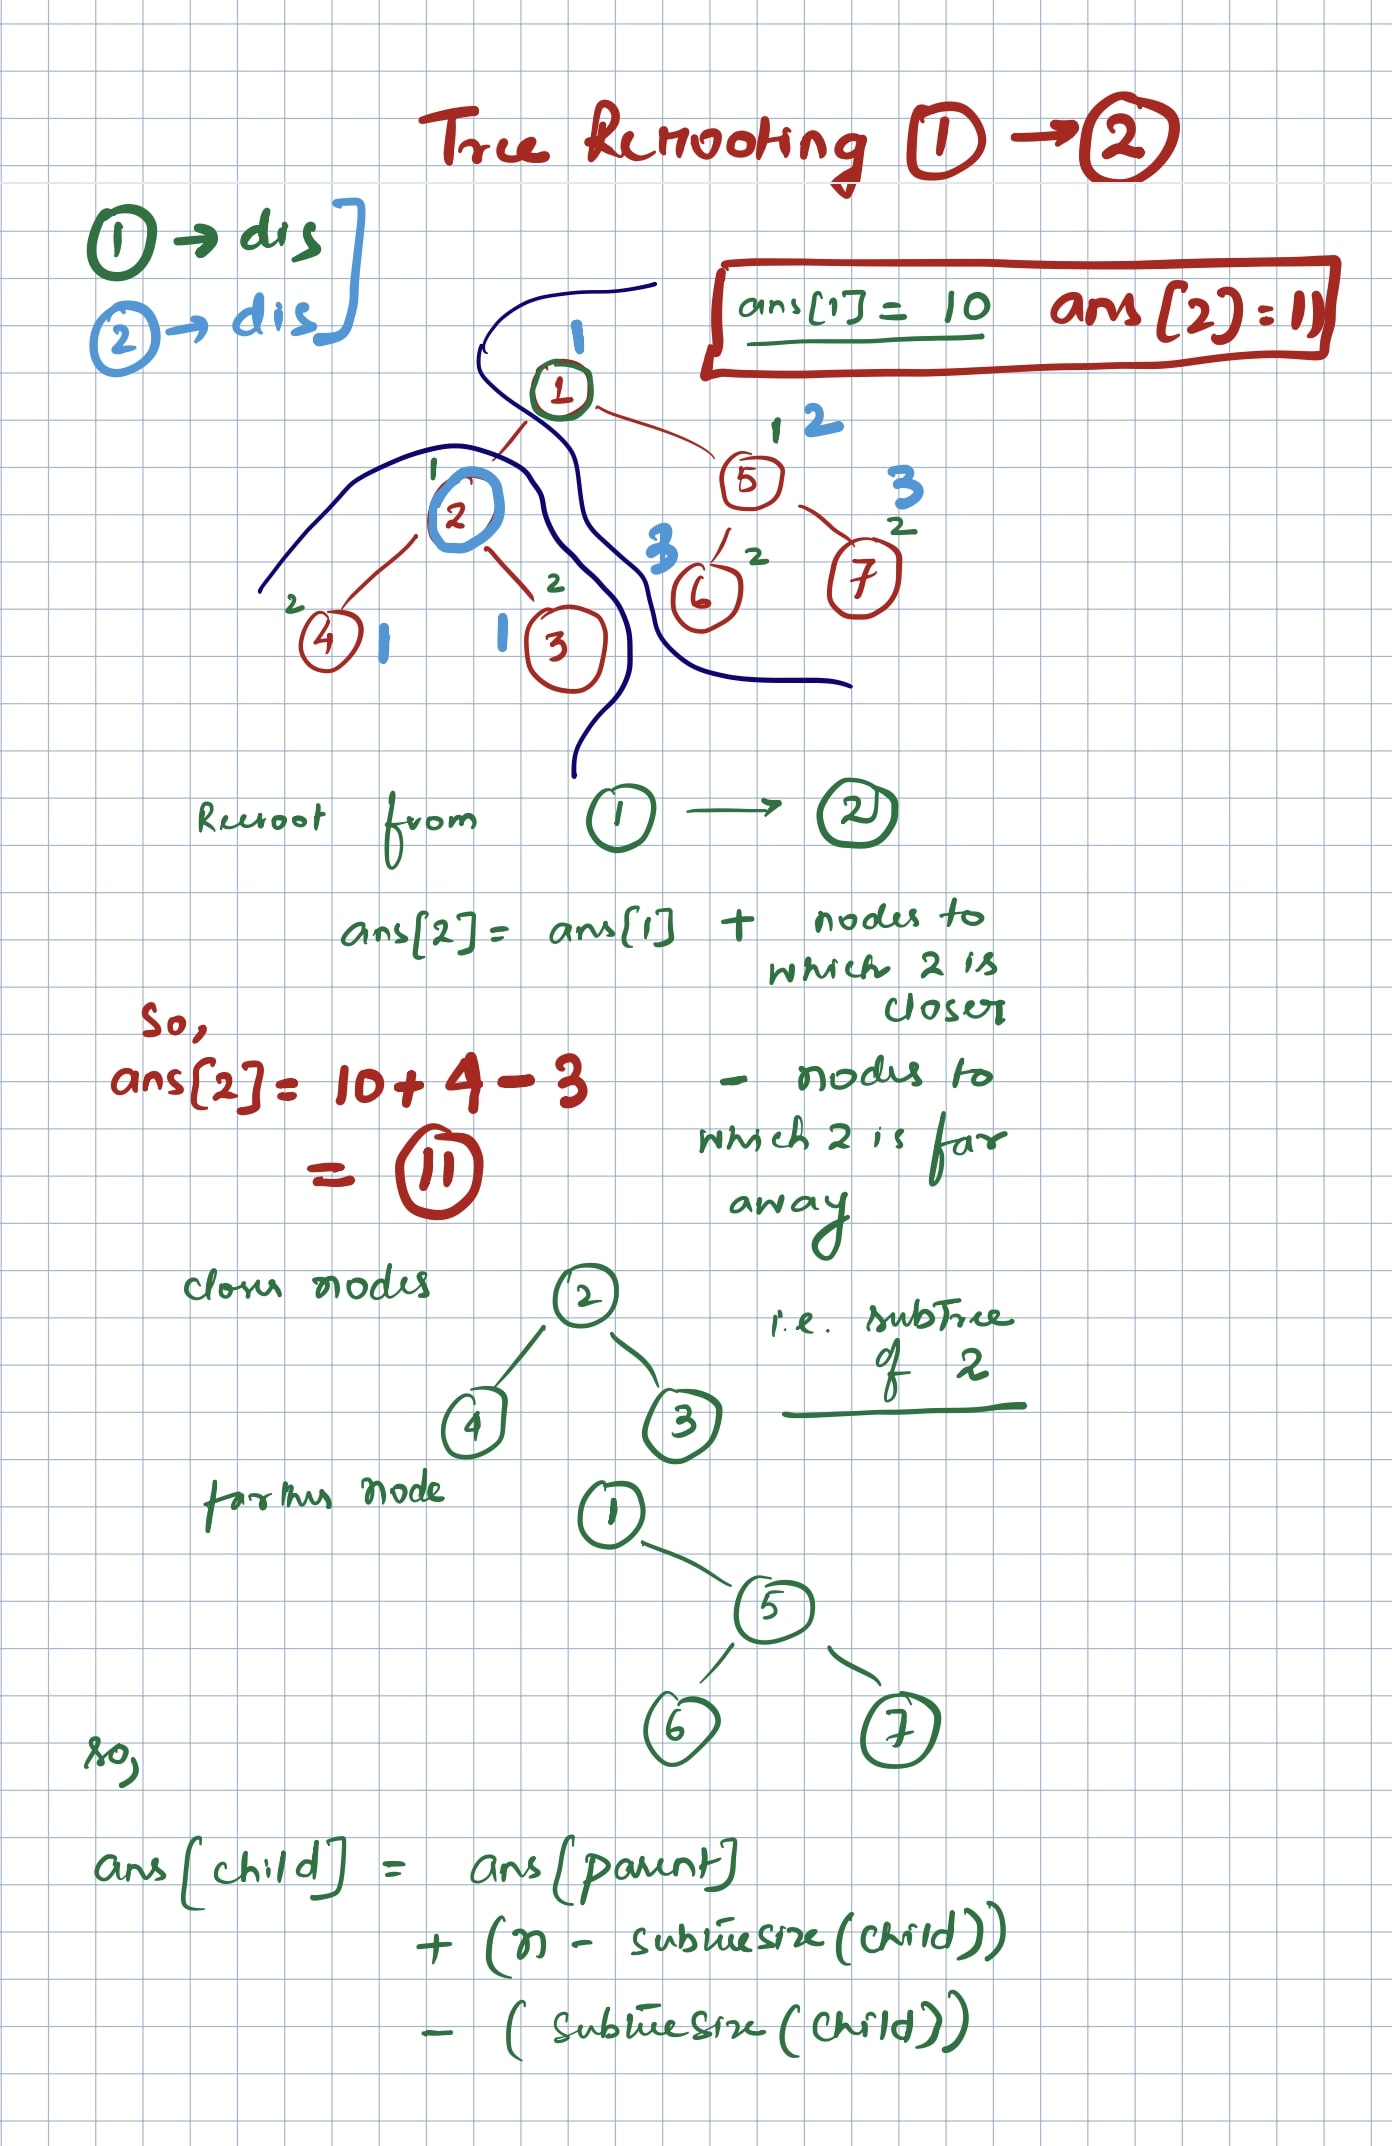 Tree Rerooting 1 → 2
1 → dis
2 → dis
ans[1] = 10 ans[2] = 11
1
1
1 2
5
3
2
1
2
3
2
6
2
7
2
4
1
1
2
3
Reroot from 1 → 2
ans[2] = ans[1] + nodes to
which 2 is
closer
so,
ans[2] = 10 + 4 - 3
= 11
- nodes to
which 2 is far
away
closer nodes
2
4
3
i.e. subTree
of 2
node
1
5
6
7
so,
ans[child] = ans[parent]
+ (n - subtreesize(child))
- (subtreesize(child))